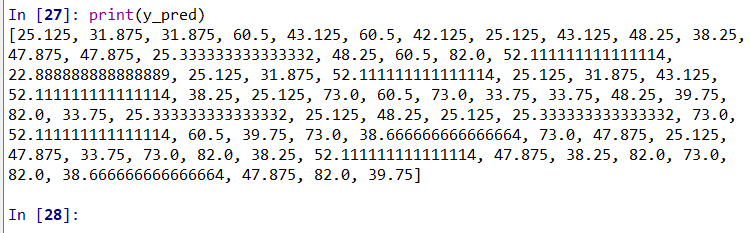 In [27]: print(y_pred)
[25.125, 31.875, 31.875, 60.5, 43.125, 60.5, 42.125, 25.125, 43.125, 48.25, 38.25,
47.875, 47.875, 25.333333333333332, 48.25, 60.5, 82.0, 52.111111111111114,
22.888888888888889, 25.125, 31.875, 52.111111111111114, 25.125, 31.875, 43.125,
52.111111111111114, 38.25, 25.125, 73.0, 60.5, 73.0, 33.75, 33.75, 48.25, 39.75,
82.0, 33.75, 25.333333333333332, 25.125, 48.25, 25.125, 25.333333333333332, 73.0,
52.111111111111114, 60.5, 39.75, 73.0, 38.666666666666664, 73.0, 47.875, 25.125,
47.875, 33.75, 73.0, 82.0, 38.25, 52.111111111111114, 47.875, 38.25, 82.0, 73.0,
82.0, 38.666666666666664, 47.875, 82.0, 39.75]
In [28]: